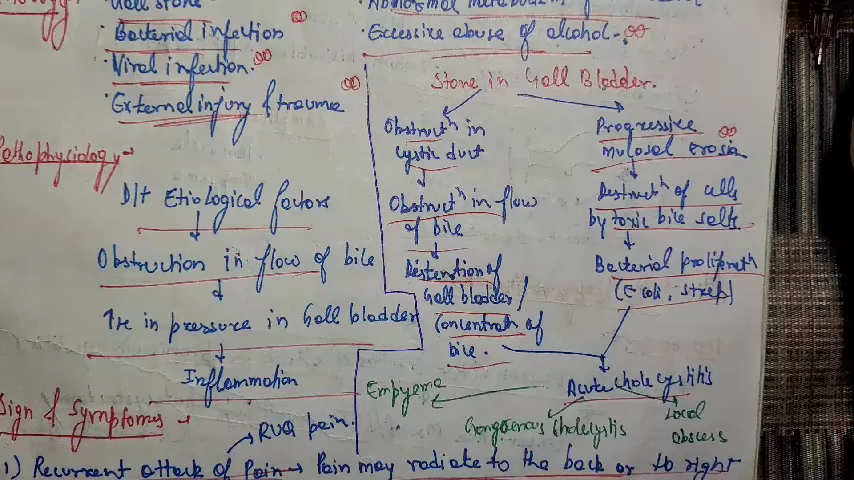 Gall stone
· Bacterial infection
· Viral infection.
· External injury & trauma
· Excessive abuse of alcohol.
Pathophyciology →
D/t Etiological factors
Obstruction in flow of bile
↑se in pressure in Gall bladder
Inflammation
Stone in Gall Bladder.
Obstructⁿ in
cystic duct
Obstructⁿ in flow
of bile
Distention of
Gall bladder/
Concentratⁿ of
bile.
Progressive
mucosal erosion
Destructⁿ of cells
by toxic bile salts.
Bacterial proliferatⁿ
(E coli, strep)
Acute cholecystitis
Empyema
Gangrenous Cholecystitis
Local
abscess
Sign & Symptomes →
RUQ pain.
1) Recurrent attack of Pain → Pain may radiate to the back or to right